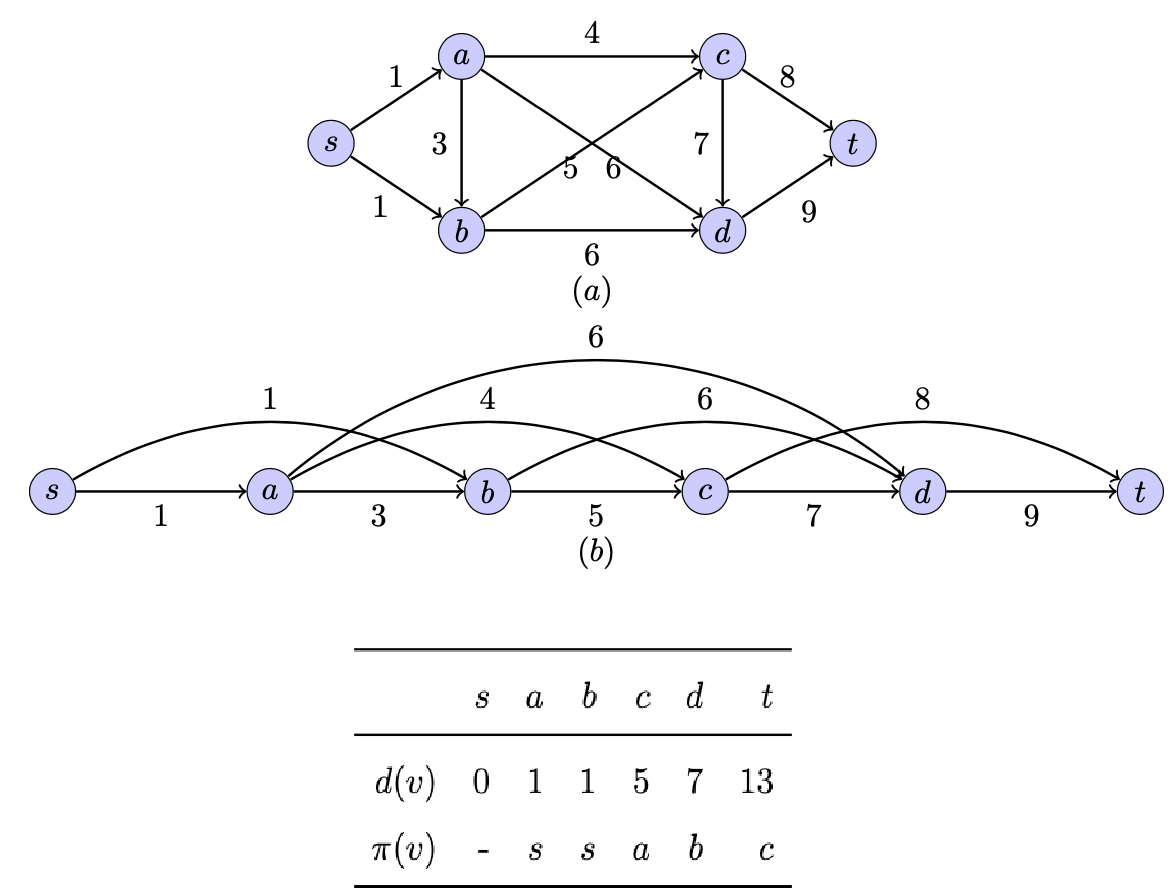 4
a c
1 8
s 3 7 t
5 6
1 9
b d
6
(a)
6
1 4 6 8
s a b c d t
1 3 5 7 9
(b)
s a b c d t
d(v) 0 1 1 5 7 13
π(v) - s s a b c